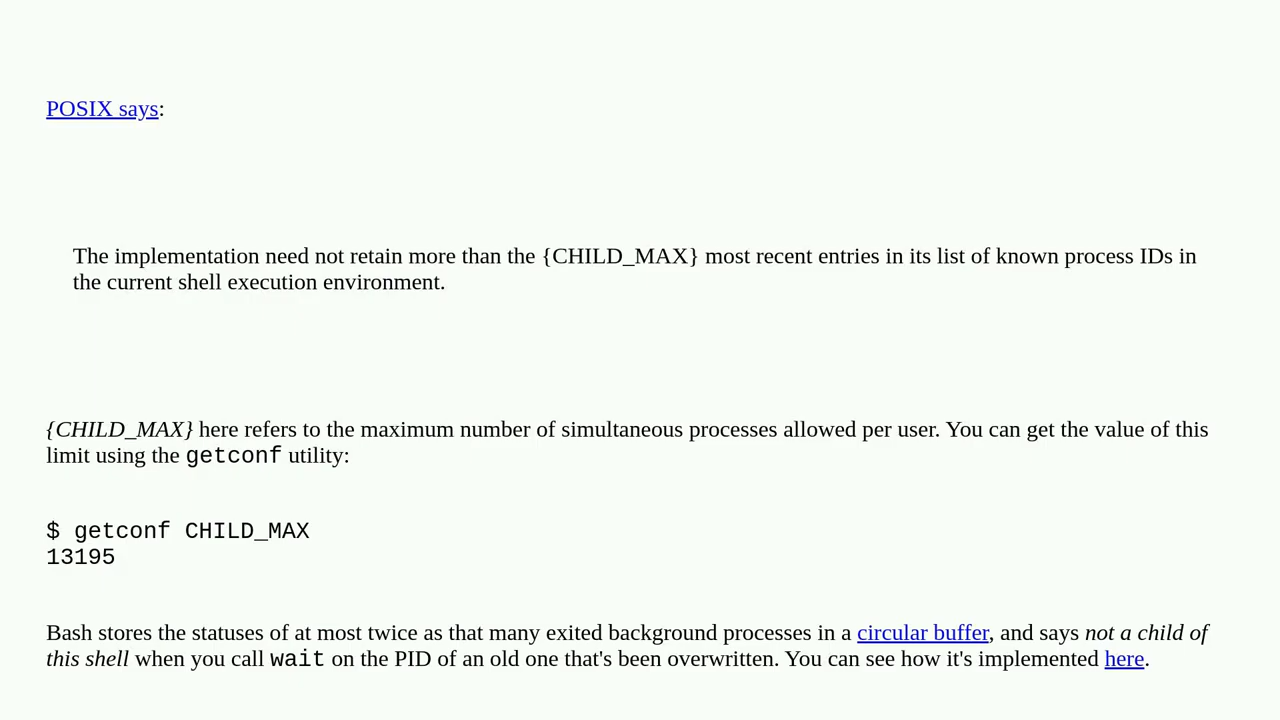 POSIX says:
The implementation need not retain more than the {CHILD_MAX} most recent entries in its list of known process IDs in
the current shell execution environment.
{CHILD_MAX} here refers to the maximum number of simultaneous processes allowed per user. You can get the value of this
limit using the getconf utility:
$ getconf CHILD_MAX
13195
Bash stores the statuses of at most twice as that many exited background processes in a circular buffer, and says not a child of
this shell when you call wait on the PID of an old one that's been overwritten. You can see how it's implemented here.